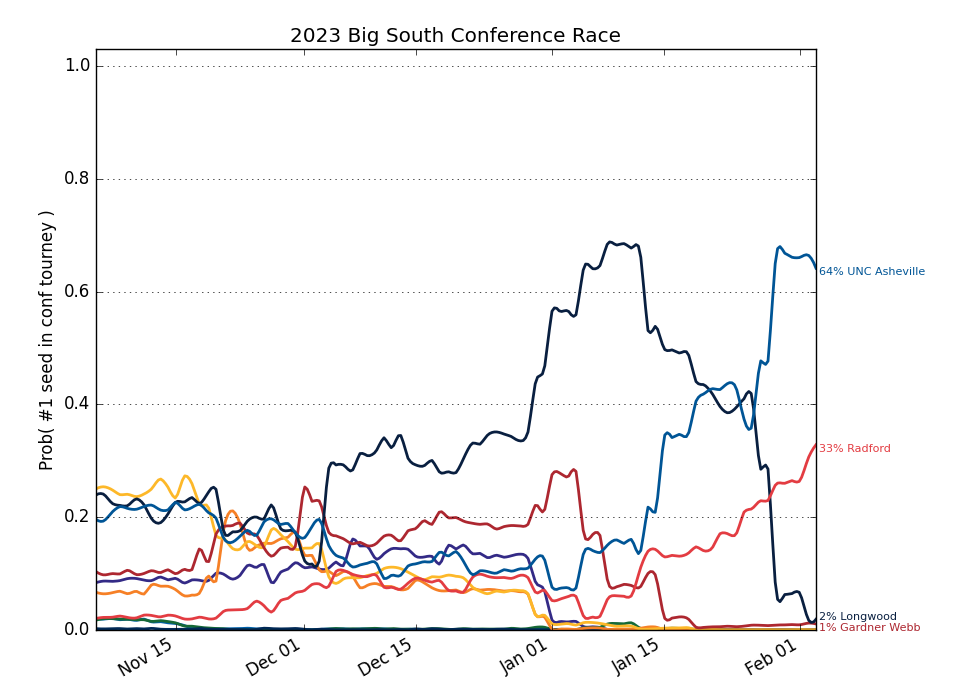 2023 Big South Conference Race
Prob( #1 seed in conf tourney )
1.0
0.8
0.6
0.4
0.2
0.0
64% UNC Asheville
33% Radford
2% Longwood
1% Gardner Webb
Nov 15
Dec 01
Dec 15
Jan 01
Jan 15
Feb 01